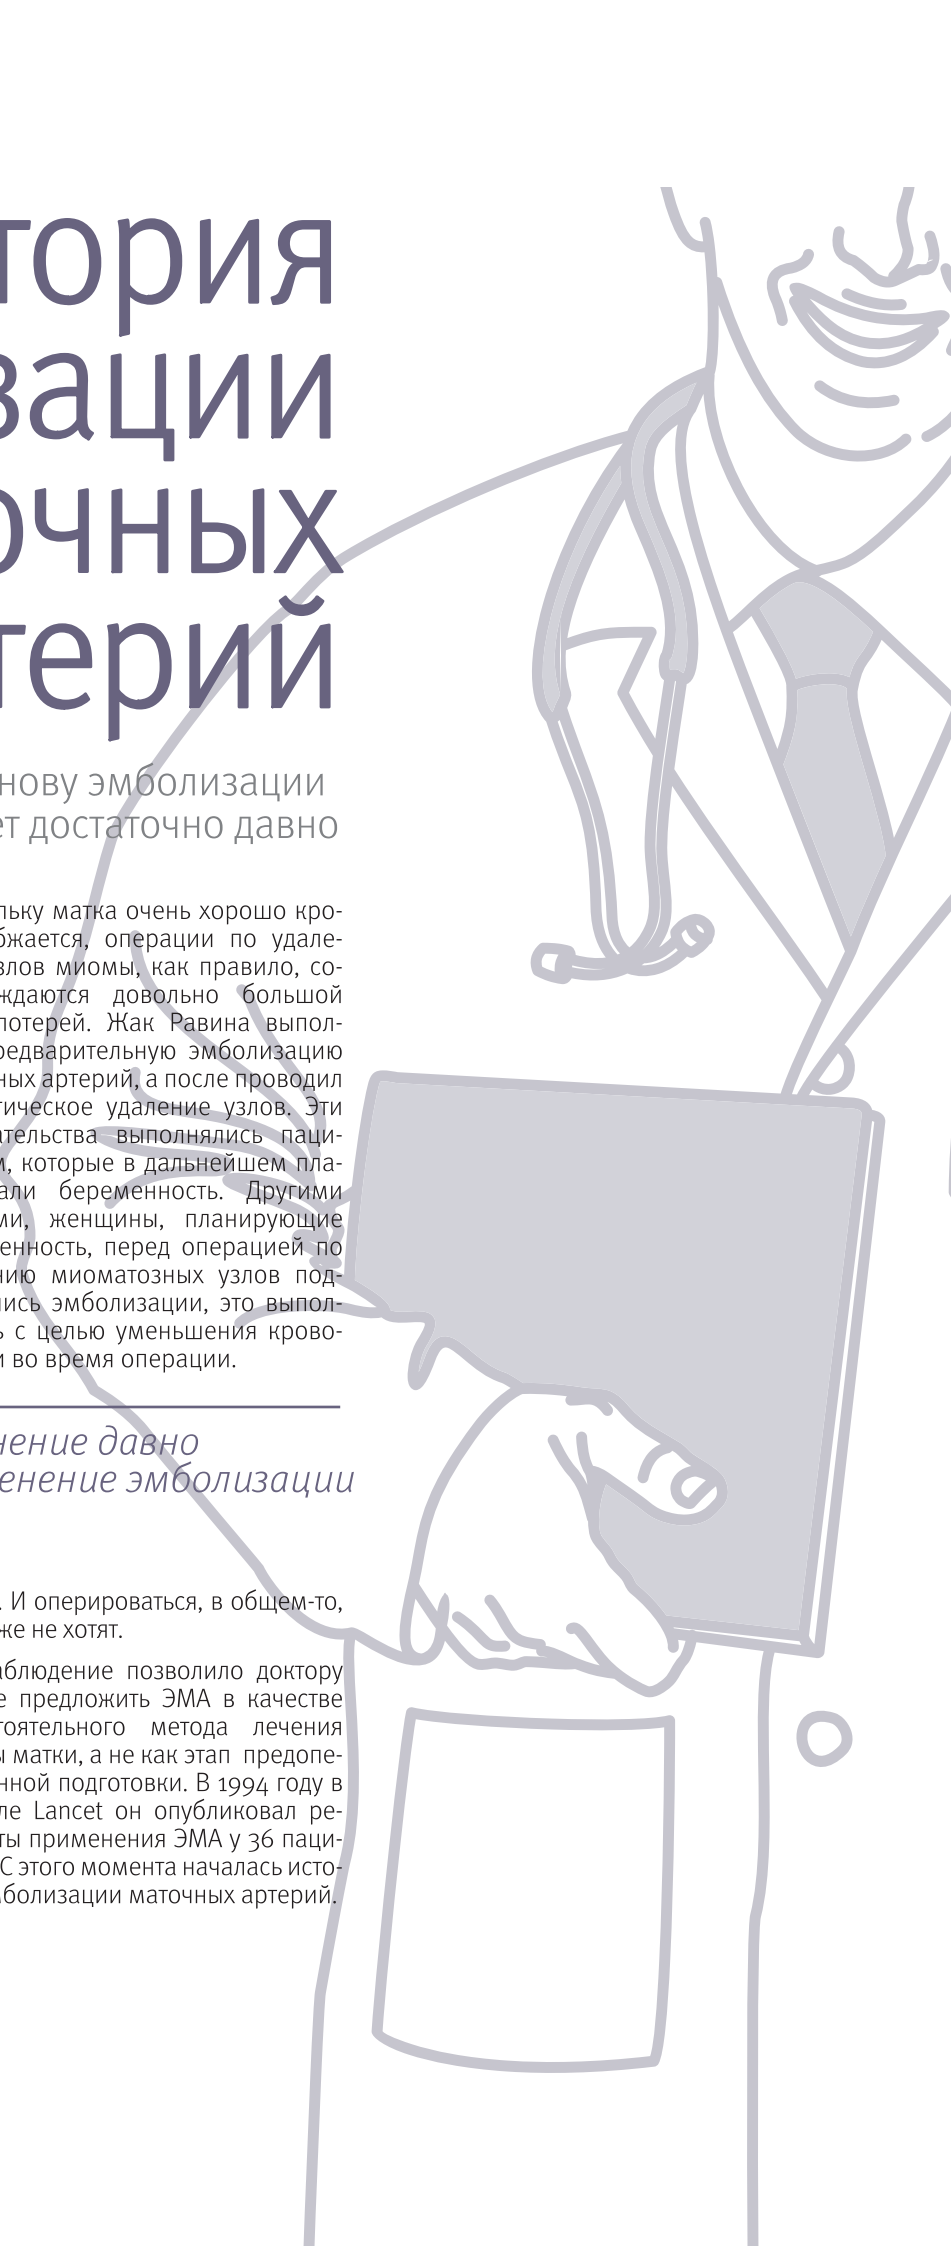 тория
зации
очных
терий
нову эмболизации
ет достаточно давно
льку матка очень хорошо кро-
бжается, операции по удале-
злов миомы, как правило, со-
ждаются довольно большой
потерей. Жак Равина выпол-
редварительную эмболизацию
ных артерий, а после проводил
гическое удаление узлов. Эти
ательства выполнялись паци-
м, которые в дальнейшем пла-
али беременность. Другими
ми, женщины, планирующие
енность, перед операцией по
нию миоматозных узлов под-
лись эмболизации, это выпол-
ь с целью уменьшения крово-
и во время операции.
нение давно
енение эмболизации
. И оперироваться, в общем-то,
же не хотят.
аблюдение позволило доктору
е предложить ЭМА в качестве
тоятельного метода лечения
ы матки, а не как этап предопе-
нной подготовки. В 1994 году в
ле Lancet он опубликовал ре-
ты применения ЭМА у 36 паци-
С этого момента началась исто-
мболизации маточных артерий.